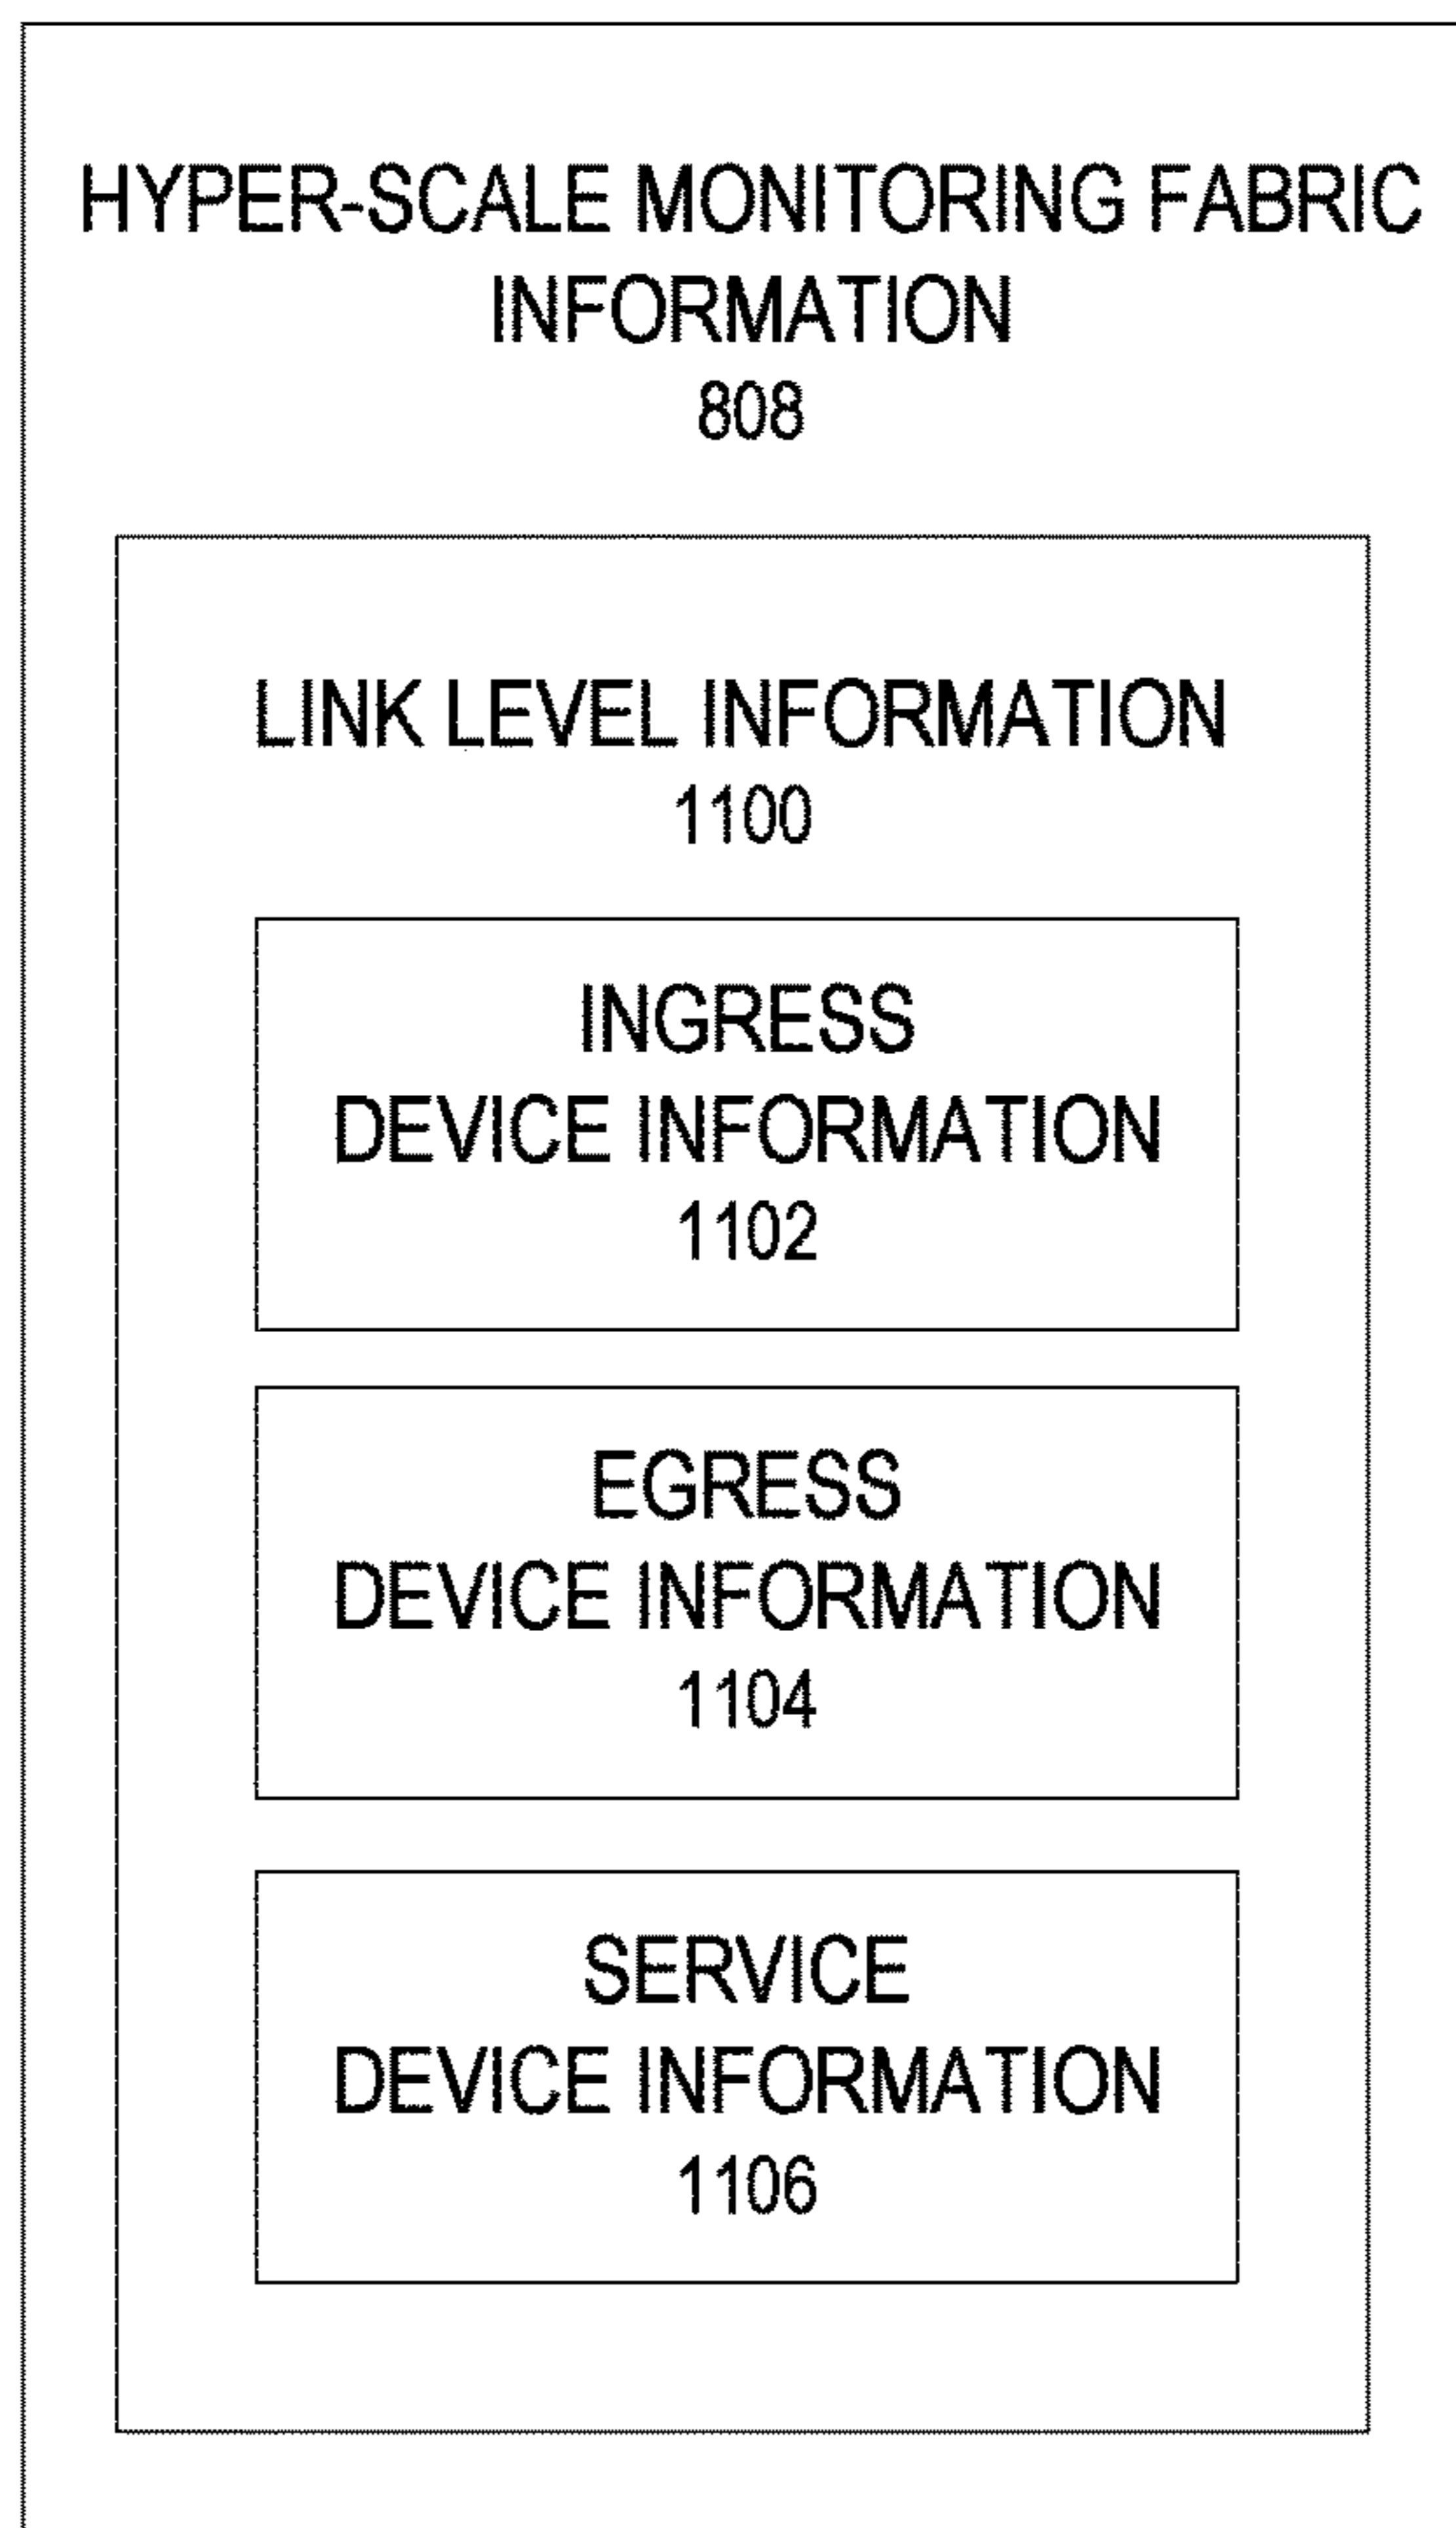 HYPER-SCALE MONITORING FABRIC
INFORMATION
808
LINK LEVEL INFORMATION
1100
INGRESS
DEVICE INFORMATION
1102
EGRESS
DEVICE INFORMATION
1104
SERVICE
DEVICE INFORMATION
1106